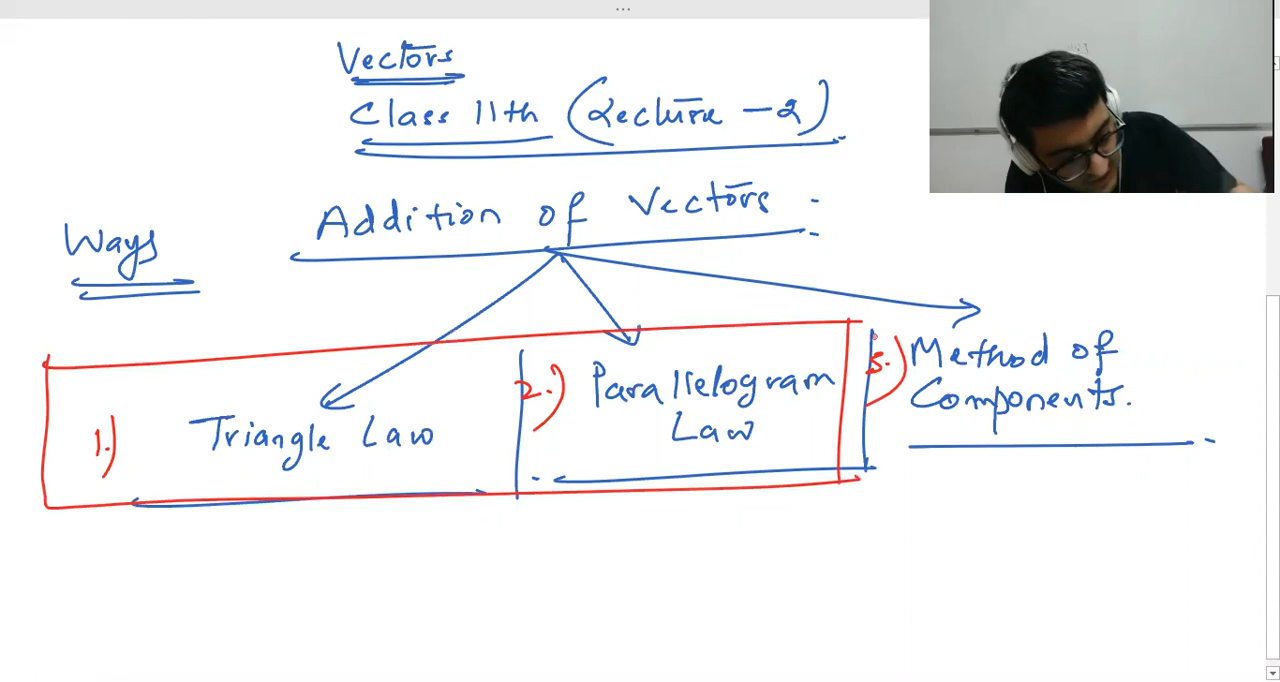 Vectors
Class 11th (Lecture - 2)
Addition of Vectors :
Ways
1.) Triangle Law
2.) Parallelogram
Law
3.) Method of
Components.